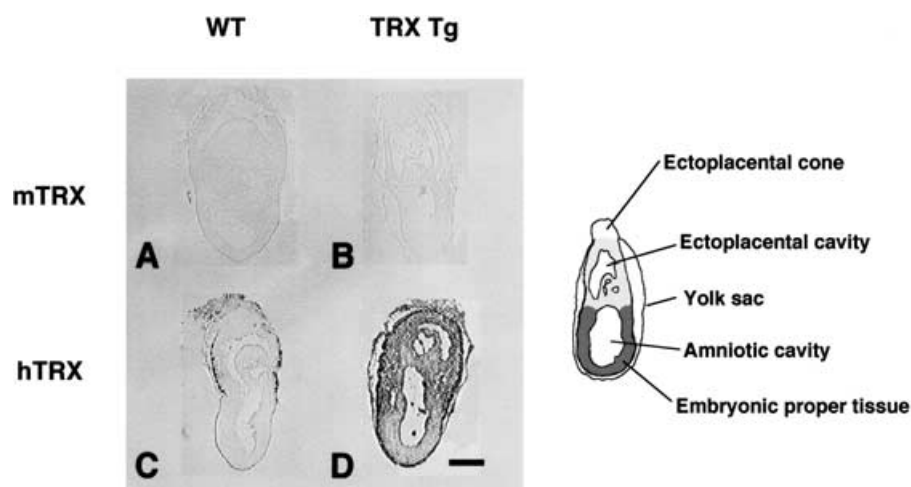 WT
TRX Tg
mTRX
A
B
hTRX
C
D
Ectoplacental cone
Ectoplacental cavity
Yolk sac
Amniotic cavity
Embryonic proper tissue